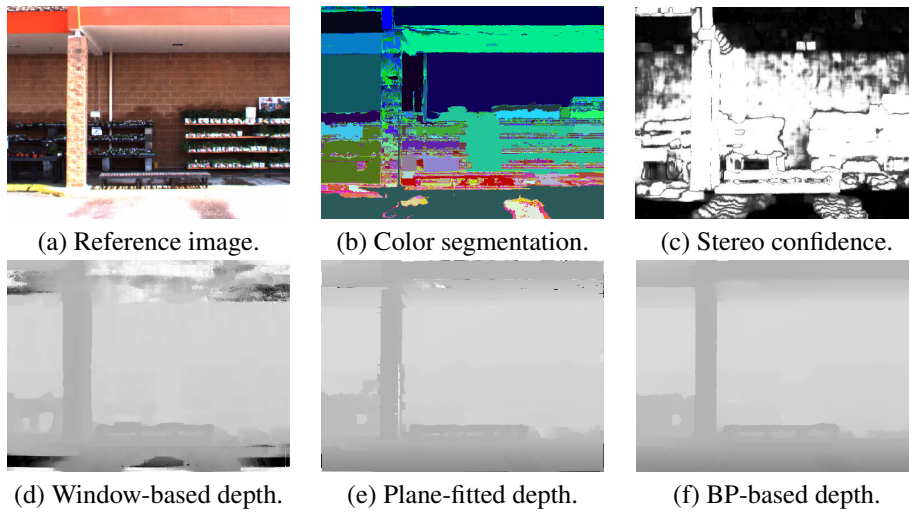 (a) Reference image.
(b) Color segmentation.
(c) Stereo confidence.
(d) Window-based depth.
(e) Plane-fitted depth.
(f) BP-based depth.